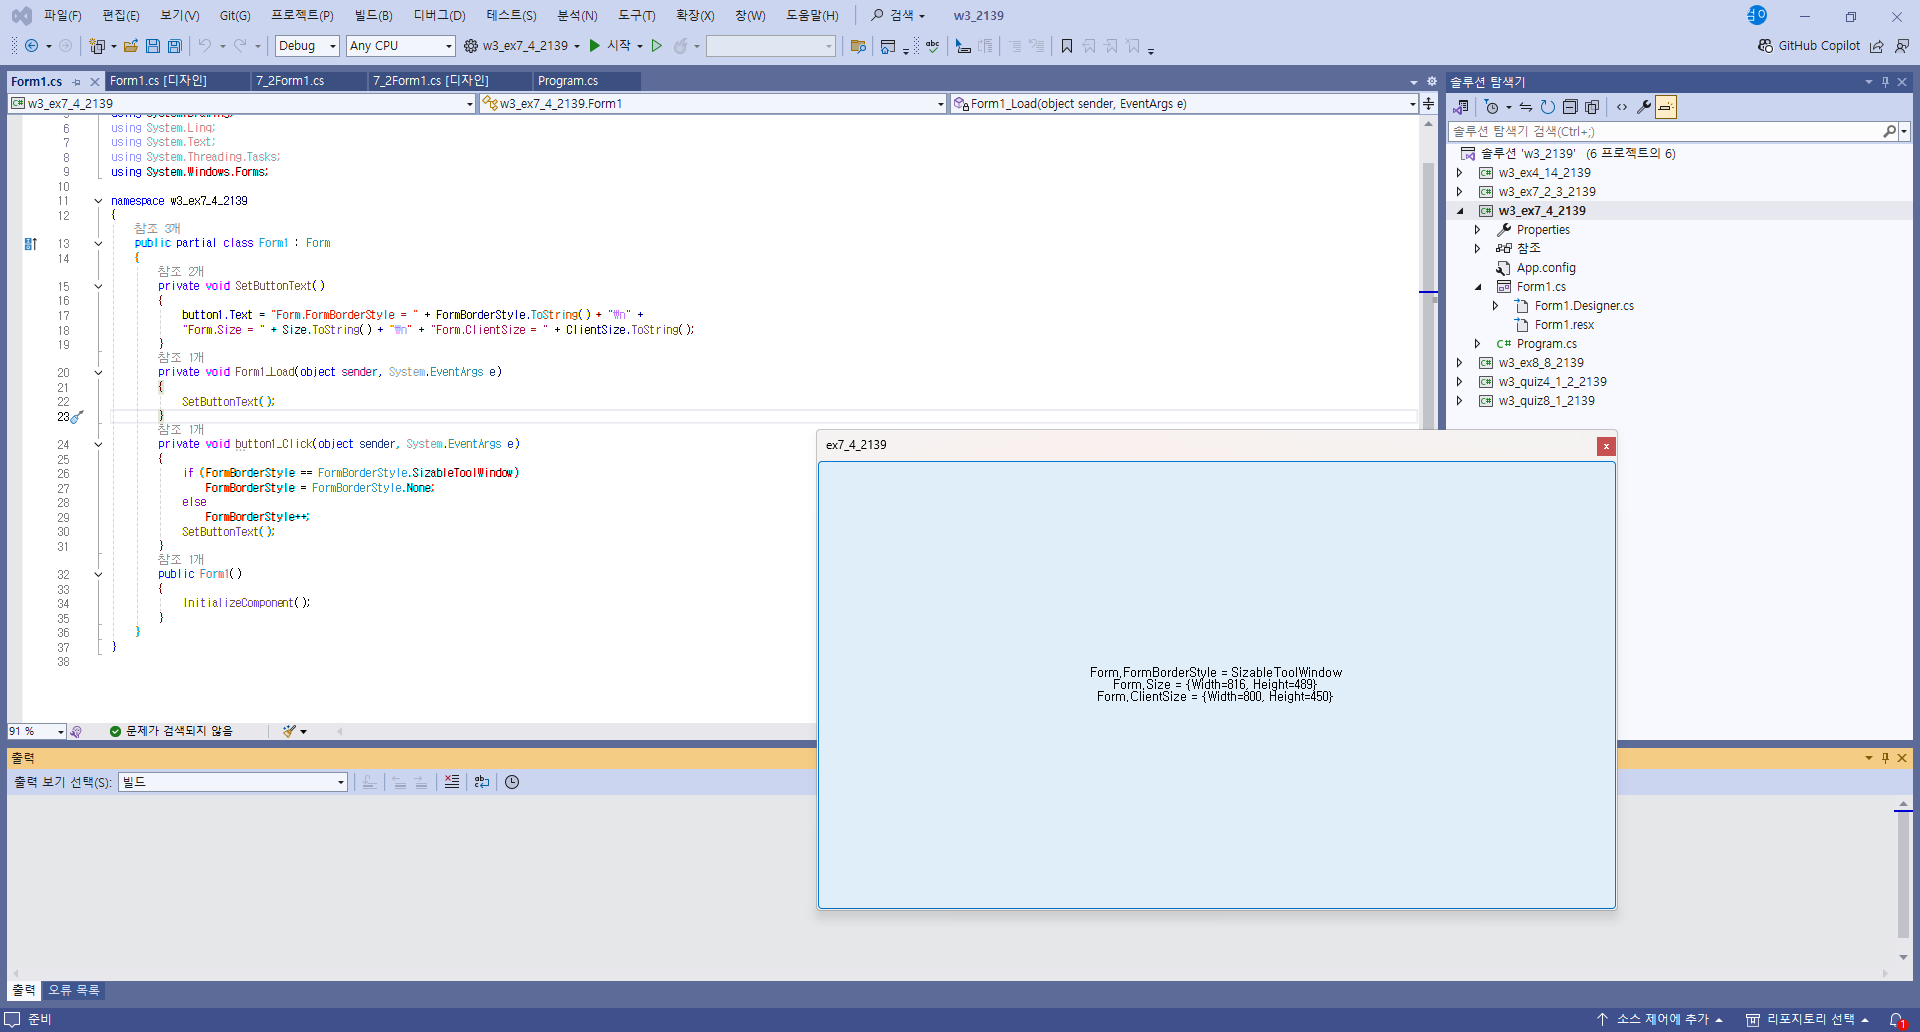 파일(F) 편집(E) 보기(V) Git(G) 프로젝트(P) 빌드(B) 디버그(D) 테스트(S) 분석(N) 도구(T) 확장(X) 창(W) 도움말(H) 검색 w3_2139
Debug Any CPU w3_ex7_4_2139 시작 GitHub Copilot
Form1.cs Form1.cs [디자인] 7_2Form1.cs 7_2Form1.cs [디자인] Program.cs
w3_ex7_4_2139 w3_ex7_4_2139.Form1 Form1_Load(object sender, EventArgs e)
5 using System.Drawing;
6 using System.Linq;
7 using System.Text;
8 using System.Threading.Tasks;
9 using System.Windows.Forms;
10
11 namespace w3_ex7_4_2139
12 {
참조 3개
13 public partial class Form1 : Form
14 {
참조 2개
15 private void SetButtonText()
16 {
17 button1.Text = "Form.FormBorderStyle = " + FormBorderStyle.ToString() + "₩n" +
18 "Form.Size = " + Size.ToString() + "₩n" + "Form.ClientSize = " + ClientSize.ToString();
19 }
참조 1개
20 private void Form1_Load(object sender, System.EventArgs e)
21 {
22 SetButtonText();
23 }
참조 1개
24 private void button1_Click(object sender, System.EventArgs e)
25 {
26 if (FormBorderStyle == FormBorderStyle.SizableToolWindow)
27 FormBorderStyle = FormBorderStyle.None;
28 else
29 FormBorderStyle++;
30 SetButtonText();
31 }
참조 1개
32 public Form1()
33 {
34 InitializeComponent();
35 }
36 }
37 }
38
91 % 문제가 검색되지 않음
솔루션 탐색기
솔루션 탐색기 검색(Ctrl+;)
솔루션 'w3_2139' (6 프로젝트의 6)
w3_ex4_14_2139
w3_ex7_2_3_2139
w3_ex7_4_2139
Properties
참조
App.config
Form1.cs
Form1.Designer.cs
Form1.resx
C# Program.cs
w3_ex8_8_2139
w3_quiz4_1_2_2139
w3_quiz8_1_2139
ex7_4_2139
Form.FormBorderStyle = SizableToolWindow
Form.Size = {Width=816, Height=489}
Form.ClientSize = {Width=800, Height=450}
출력
출력 보기 선택(S): 빌드
출력 오류 목록
준비 소스 제어에 추가 리포지토리 선택 1